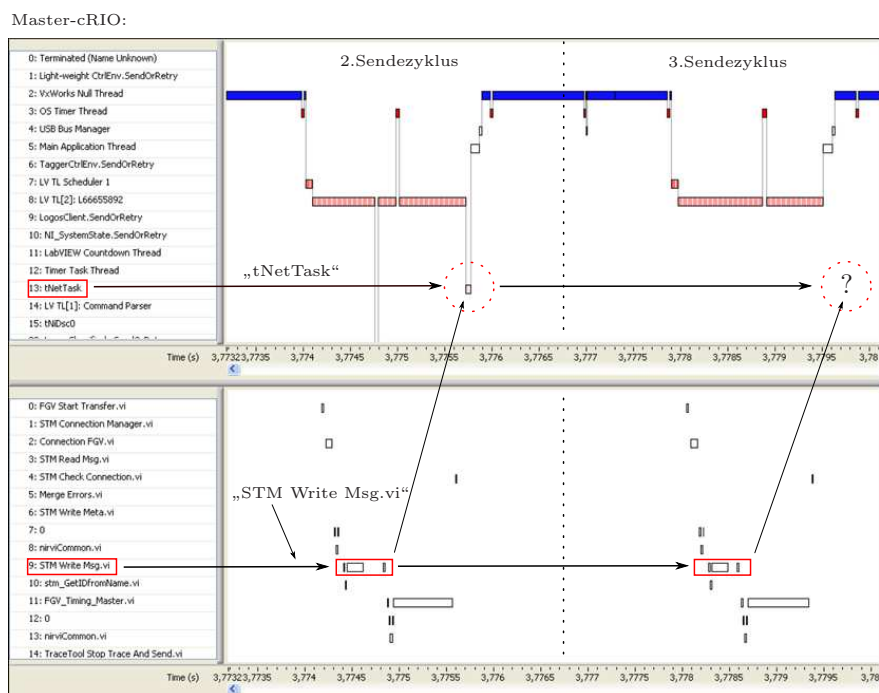 Master-cRIO:
0: Terminated (Name Unknown)
1: Light-weight CtrlEnv.SendOrRetry
2: VxWorks Null Thread
3: OS Timer Thread
4: USB Bus Manager
5: Main Application Thread
6: TaggerCtrlEnv.SendOrRetry
7: LV TL Scheduler 1
8: LV TL[2]: L66655892
9: LogosClient.SendOrRetry
10: NI_SystemState.SendOrRetry
11: LabVIEW Countdown Thread
12: Timer Task Thread
13: tNetTask
14: LV TL[1]: Command Parser
15: tNiDsc0
2.Sendezyklus
3.Sendezyklus
„tNetTask“
?
Time (s) 3,7732 3,7735 3,774 3,7745 3,775 3,7755 3,776 3,7765 3,777 3,7775 3,778 3,7785 3,779 3,7795 3,78
0: FGV Start Transfer.vi
1: STM Connection Manager.vi
2: Connection FGV.vi
3: STM Read Msg.vi
4: STM Check Connection.vi
5: Merge Errors.vi
6: STM Write Meta.vi
7: 0
8: nirviCommon.vi
9: STM Write Msg.vi
10: stm_GetIDfromName.vi
11: FGV_Timing_Master.vi
12: 0
13: nirviCommon.vi
14: TraceTool Stop Trace And Send.vi
„STM Write Msg.vi“
Time (s) 3,7732 3,7735 3,774 3,7745 3,775 3,7755 3,776 3,7765 3,777 3,7775 3,778 3,7785 3,779 3,7795 3,78